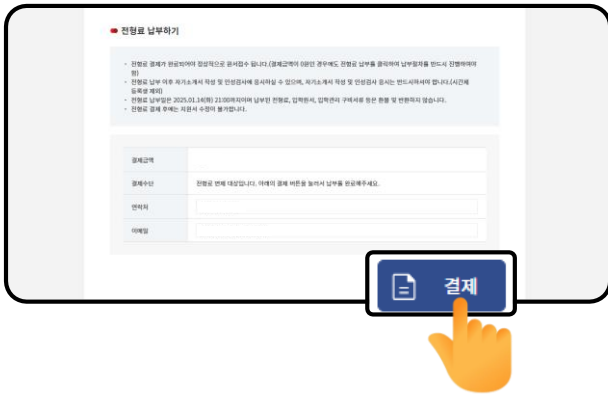 전형료 납부하기
- 전형료 결제가 완료되어야 정상적으로 원서접수 됩니다.(결제금액이 0원인 경우에도 전형료 납부를 클릭하여 납부절차를 반드시 진행하여야
함)
- 전형료 납부 이후 자기소개서 작성 및 인성검사에 응시하실 수 있으며, 자기소개서 작성 및 인성검사 응시는 반드시하셔야 합니다.(사전체
등록생 제외)
- 전형료 납부일은 2025.01.14(화) 21:00까지이며 납부된 전형료, 입학원서, 입학관리 구비서류 등은 환불 및 반환하지 않습니다.
- 전형료 결제 후에는 지원서 수정이 불가합니다.
결제금액
결제수단 전형료 면제 대상입니다. 아래의 결제 버튼을 눌러서 납부를 완료해주세요.
연락처
이메일
결제